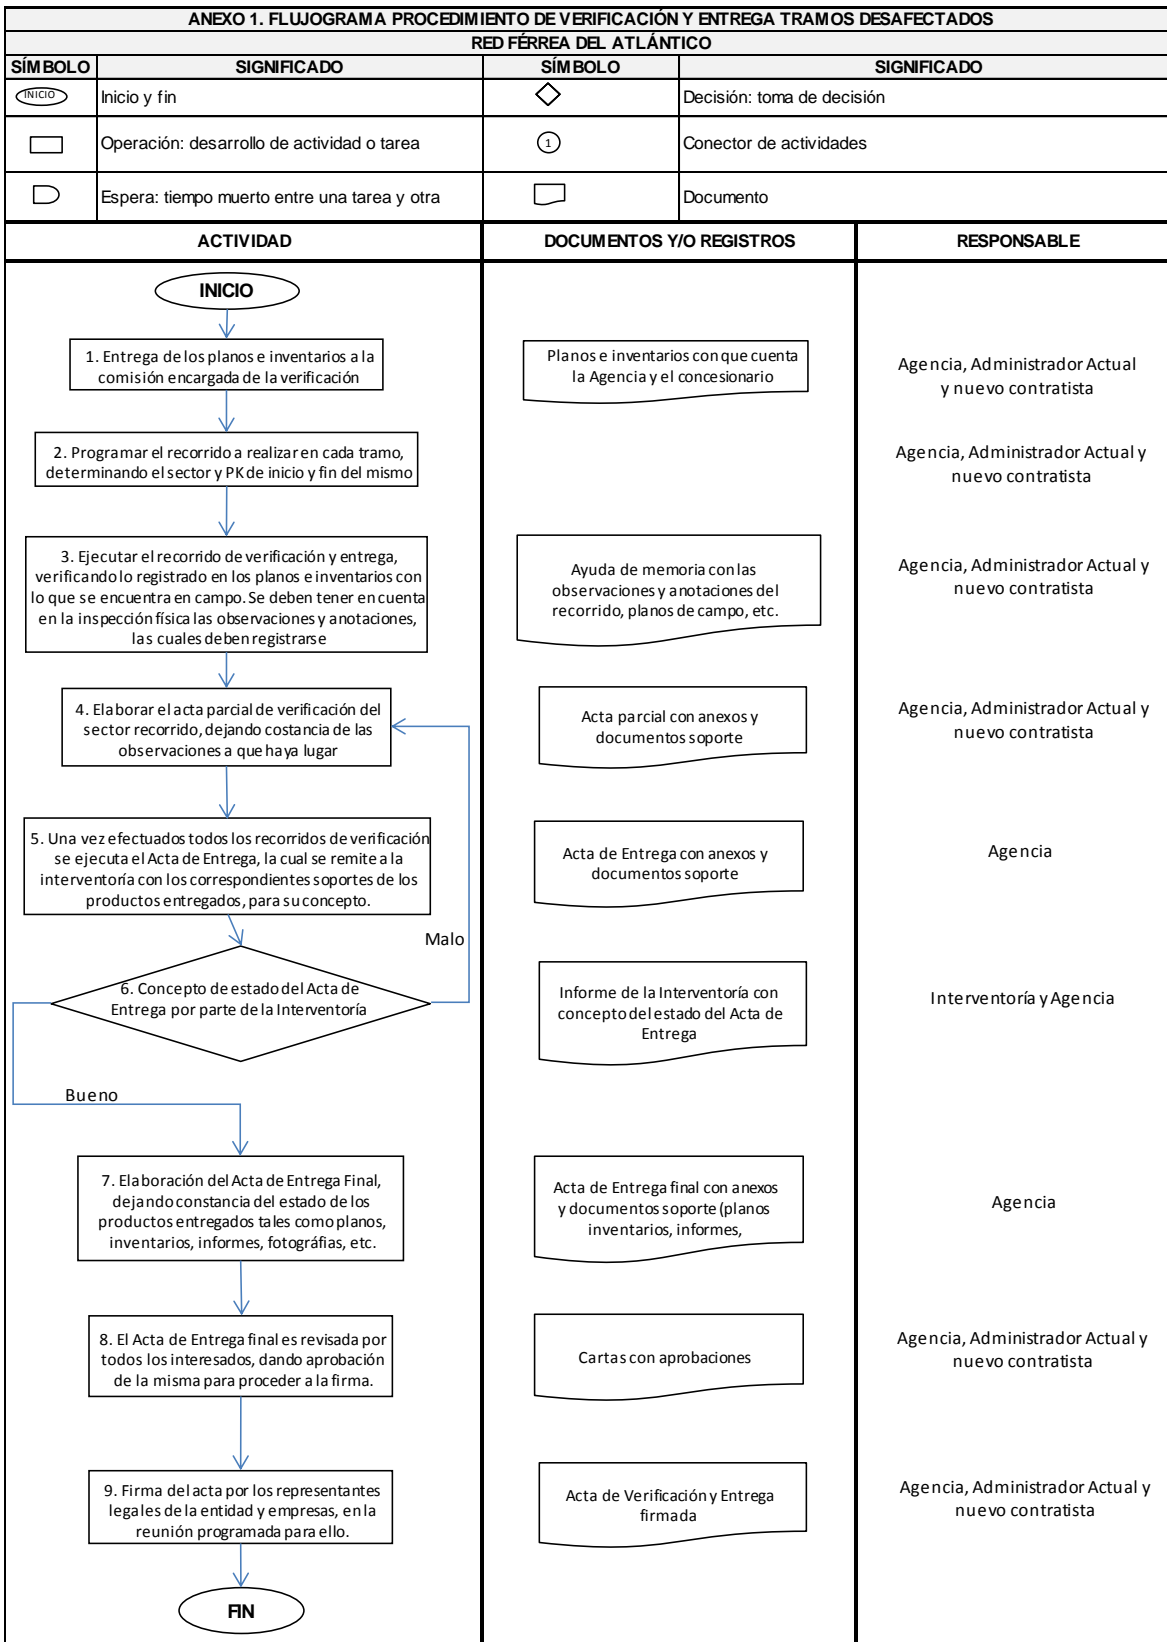 ANEXO 1. FLUJOGRAMA PROCEDIMIENTO DE VERIFICACIÓN Y ENTREGA TRAMOS DESAFECTADOS
RED FÉRREA DEL ATLÁNTICO
SÍMBOLO SIGNIFICADO SÍMBOLO SIGNIFICADO
INICIO Inicio y fin Decisión: toma de decisión
Operación: desarrollo de actividad o tarea 1 Conector de actividades
Espera: tiempo muerto entre una tarea y otra Documento
ACTIVIDAD DOCUMENTOS Y/O REGISTROS RESPONSABLE
INICIO
1. Entrega de los planos e inventarios a la
comisión encargada de la verificación
Planos e inventarios con que cuenta
la Agencia y el concesionario
Agencia, Administrador Actual
y nuevo contratista
2. Programar el recorrido a realizar en cada tramo,
determinando el sector y PK de inicio y fin del mismo
Agencia, Administrador Actual y
nuevo contratista
3. Ejecutar el recorrido de verificación y entrega,
verificando lo registrado en los planos e inventarios con
lo que se encuentra en campo. Se deben tener en cuenta
en la inspección física las observaciones y anotaciones,
las cuales deben registrarse
Ayuda de memoria con las
observaciones y anotaciones del
recorrido, planos de campo, etc.
Agencia, Administrador Actual y
nuevo contratista
4. Elaborar el acta parcial de verificación del
sector recorrido, dejando costancia de las
observaciones a que haya lugar
Acta parcial con anexos y
documentos soporte
Agencia, Administrador Actual y
nuevo contratista
5. Una vez efectuados todos los recorridos de verificación
se ejecuta el Acta de Entrega, la cual se remite a la
interventoría con los correspondientes soportes de los
productos entregados, para su concepto.
Acta de Entrega con anexos y
documentos soporte
Agencia
Malo
6. Concepto de estado del Acta de
Entrega por parte de la Interventoría
Informe de la Interventoría con
concepto del estado del Acta de
Entrega
Interventoría y Agencia
Bueno
7. Elaboración del Acta de Entrega Final,
dejando constancia del estado de los
productos entregados tales como planos,
inventarios, informes, fotográfias, etc.
Acta de Entrega final con anexos
y documentos soporte (planos
inventarios, informes,
Agencia
8. El Acta de Entrega final es revisada por
todos los interesados, dando aprobación
de la misma para proceder a la firma.
Cartas con aprobaciones
Agencia, Administrador Actual y
nuevo contratista
9. Firma del acta por los representantes
legales de la entidad y empresas, en la
reunión programada para ello.
Acta de Verificación y Entrega
firmada
Agencia, Administrador Actual y
nuevo contratista
FIN